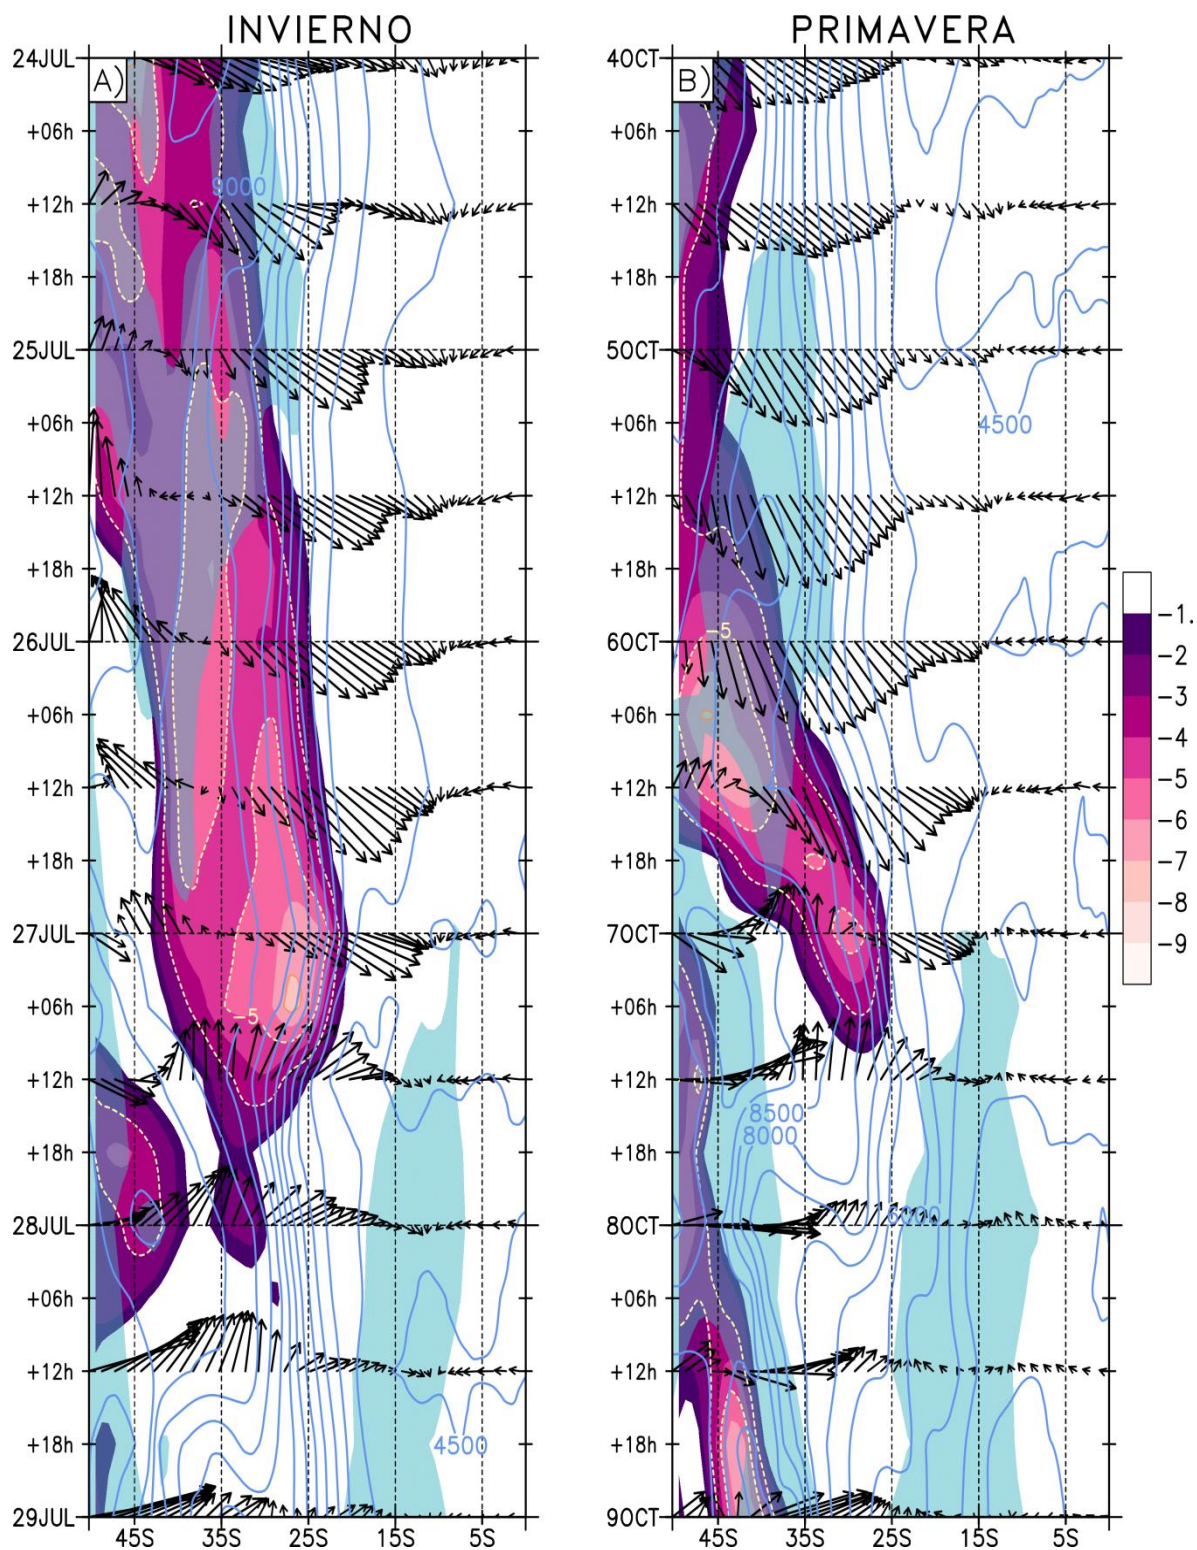 INVIERNO
PRIMAVERA
24JUL
+06h
+12h
+18h
25JUL
+06h
+12h
+18h
26JUL
+06h
+12h
+18h
27JUL
+06h
+12h
+18h
28JUL
+06h
+12h
+18h
29JUL
A)
9000
-5
4500
45S 35S 25S 15S 5S
4OCT
+06h
+12h
+18h
5OCT
+06h
+12h
+18h
6OCT
+06h
+12h
+18h
7OCT
+06h
+12h
+18h
8OCT
+06h
+12h
+18h
9OCT
B)
4500
-5
8500
8000
45S 35S 25S 15S 5S
-1.
-2
-3
-4
-5
-6
-7
-8
-9